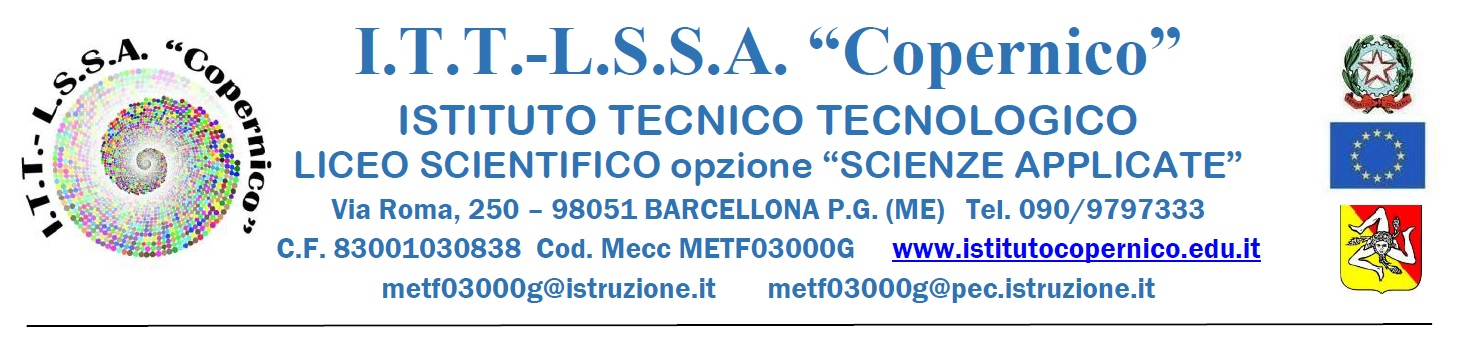 I.T.T.- L.S.S.A. “Copernico”
I.T.T.-L.S.S.A. “Copernico”
ISTITUTO TECNICO TECNOLOGICO
LICEO SCIENTIFICO opzione “SCIENZE APPLICATE”
Via Roma, 250 – 98051 BARCELLONA P.G. (ME) Tel. 090/9797333
C.F. 83001030838 Cod. Mecc METF03000G www.istitutocopernico.edu.it
metf03000g@istruzione.it metf03000g@pec.istruzione.it